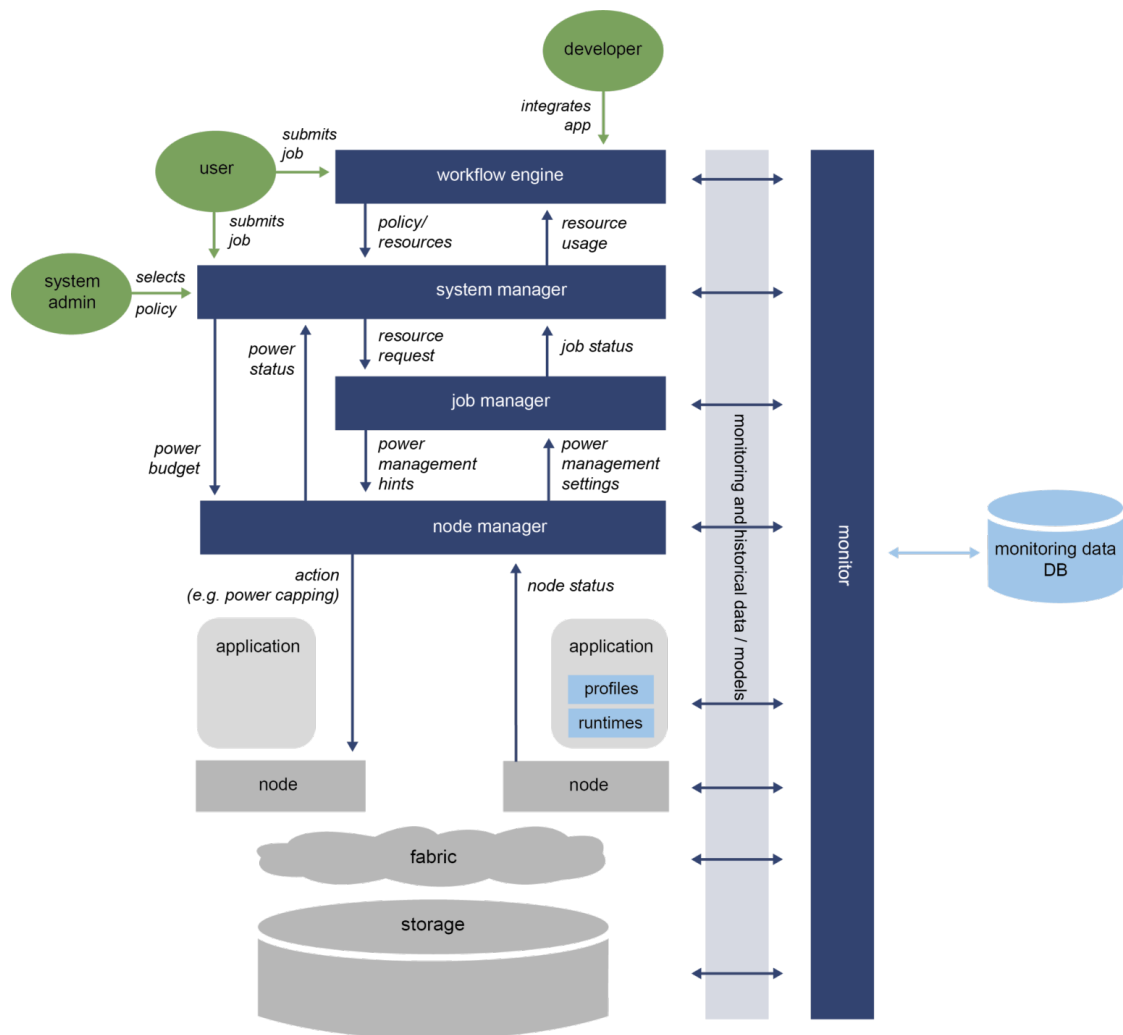 developer
integrates
app
submits
job
user
workflow engine
submits
job
policy/
resources
resource
usage
system
admin
selects
policy
system manager
power
status
resource
request
job status
job manager
power
budget
power
management
hints
power
management
settings
node manager
action
(e.g. power capping)
node status
application
application
profiles
runtimes
node
node
fabric
storage
monitoring and historical data / models
monitor
monitoring data
DB